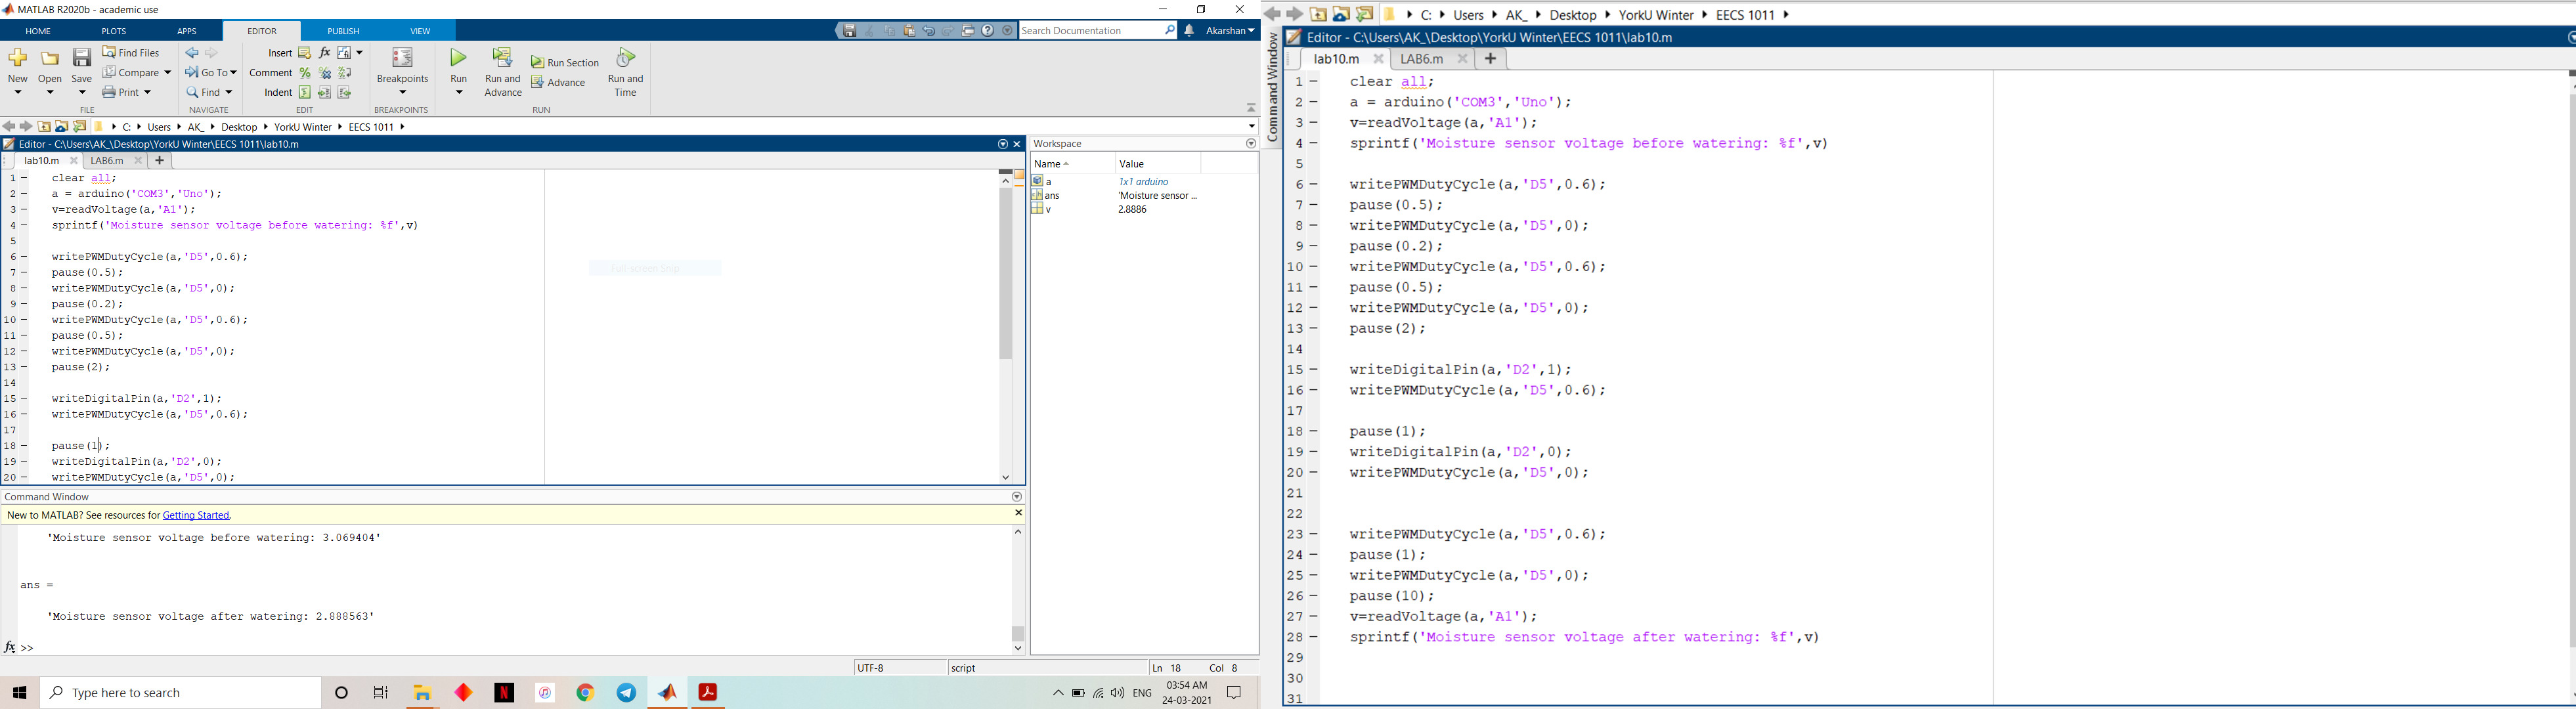 MATLAB R2020b - academic use
HOME PLOTS APPS EDITOR PUBLISH VIEW
Search Documentation
Akarshan
New Open Save
Find Files
Compare
Print
Go To
Find
Insert
Comment
Indent
Breakpoints
Run
Run and Advance
Run Section
Advance
Run and Time
FILE NAVIGATE EDIT BREAKPOINTS RUN
C: Users AK_ Desktop YorkU Winter EECS 1011
Editor - C:\Users\AK_\Desktop\YorkU Winter\EECS 1011\lab10.m
lab10.m LAB6.m +
1 - clear all;
2 - a = arduino('COM3','Uno');
3 - v=readVoltage(a,'A1');
4 - sprintf('Moisture sensor voltage before watering: %f',v)
5
6 - writePWMDutyCycle(a,'D5',0.6);
7 - pause(0.5);
8 - writePWMDutyCycle(a,'D5',0);
9 - pause(0.2);
10 - writePWMDutyCycle(a,'D5',0.6);
11 - pause(0.5);
12 - writePWMDutyCycle(a,'D5',0);
13 - pause(2);
14
15 - writeDigitalPin(a,'D2',1);
16 - writePWMDutyCycle(a,'D5',0.6);
17
18 - pause(1);
19 - writeDigitalPin(a,'D2',0);
20 - writePWMDutyCycle(a,'D5',0);
Full-screen Snip
Workspace
Name Value
a 1x1 arduino
ans 'Moisture sensor ...
v 2.8886
Command Window
New to MATLAB? See resources for Getting Started.
'Moisture sensor voltage before watering: 3.069404'
ans =
'Moisture sensor voltage after watering: 2.888563'
fx >>
UTF-8 script Ln 18 Col 8
Type here to search
N
ENG
03:54 AM
24-03-2021
C: Users AK_ Desktop YorkU Winter EECS 1011
Command Window
Editor - C:\Users\AK_\Desktop\YorkU Winter\EECS 1011\lab10.m
lab10.m LAB6.m +
1 - clear all;
2 - a = arduino('COM3','Uno');
3 - v=readVoltage(a,'A1');
4 - sprintf('Moisture sensor voltage before watering: %f',v)
5
6 - writePWMDutyCycle(a,'D5',0.6);
7 - pause(0.5);
8 - writePWMDutyCycle(a,'D5',0);
9 - pause(0.2);
10 - writePWMDutyCycle(a,'D5',0.6);
11 - pause(0.5);
12 - writePWMDutyCycle(a,'D5',0);
13 - pause(2);
14
15 - writeDigitalPin(a,'D2',1);
16 - writePWMDutyCycle(a,'D5',0.6);
17
18 - pause(1);
19 - writeDigitalPin(a,'D2',0);
20 - writePWMDutyCycle(a,'D5',0);
21
22
23 - writePWMDutyCycle(a,'D5',0.6);
24 - pause(1);
25 - writePWMDutyCycle(a,'D5',0);
26 - pause(10);
27 - v=readVoltage(a,'A1');
28 - sprintf('Moisture sensor voltage after watering: %f',v)
29
30
31